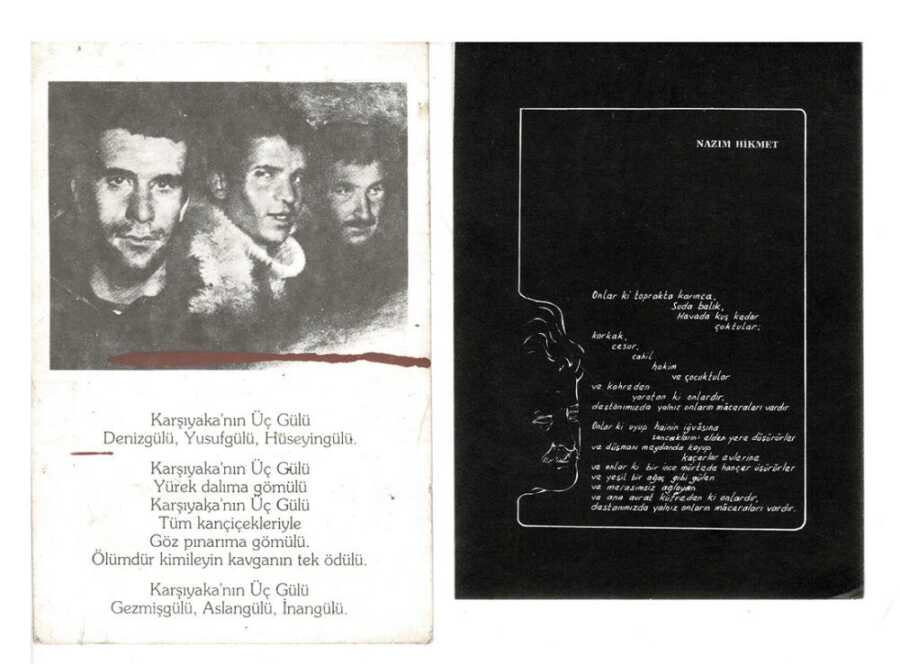 Karşıyaka'nın Üç Gülü
Denizgülü, Yusufgülü, Hüseyingülü.
Karşıyaka'nın Üç Gülü
Yürek dalıma gömülü
Karşıyaka'nın Üç Gülü
Tüm kançiçekleriyle
Göz pınarıma gömülü.
Ölümdür kimileyin kavganın tek ödülü.
Karşıyaka'nın Üç Gülü
Gezmişgülü, Aslangülü, İnangülü.
NAZIM HİKMET
Onlar ki toprakta karınca,
Suda balık,
Havada kuş kadar
çokturlar;
korkak,
cesur,
cahil
hakim
ve çocukturlar
ve kahreden
yaratan ki onlardır,
destanımızda yalnız onların mâceraları vardır
Onlar ki uyup hainin iğvâsına
sancaklarını elden yere düşürürler
ve düşmanı meydanda koyup
kaçarlar evlerine
ve onlar ki bir nice mürtede hançer üşürürler
ve yeşil bir ağaç gibi gülen
ve merasimsiz ağlayan
ve ana avrat küfreden ki onlardır,
destanımızda yalnız onların mâceraları vardır.